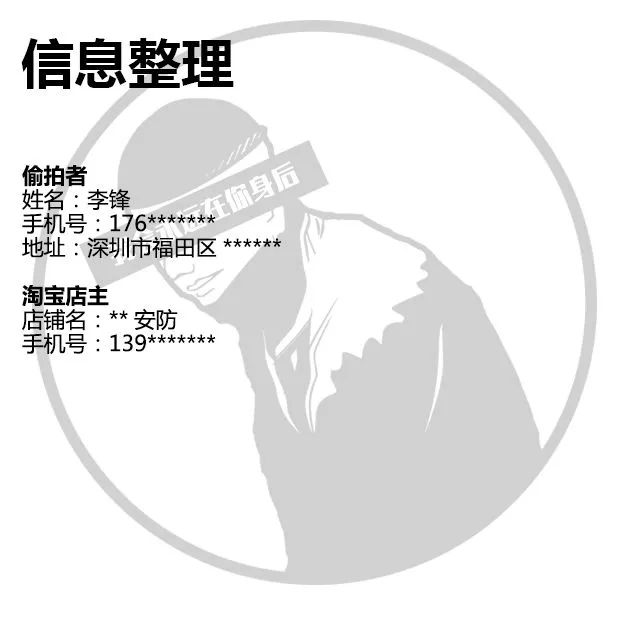 信息整理
偷拍者
姓名：李锋
手机号：176*******
地址：深圳市福田区 ******
淘宝店主
店铺名：** 安防
手机号：139*******
永远在你身后